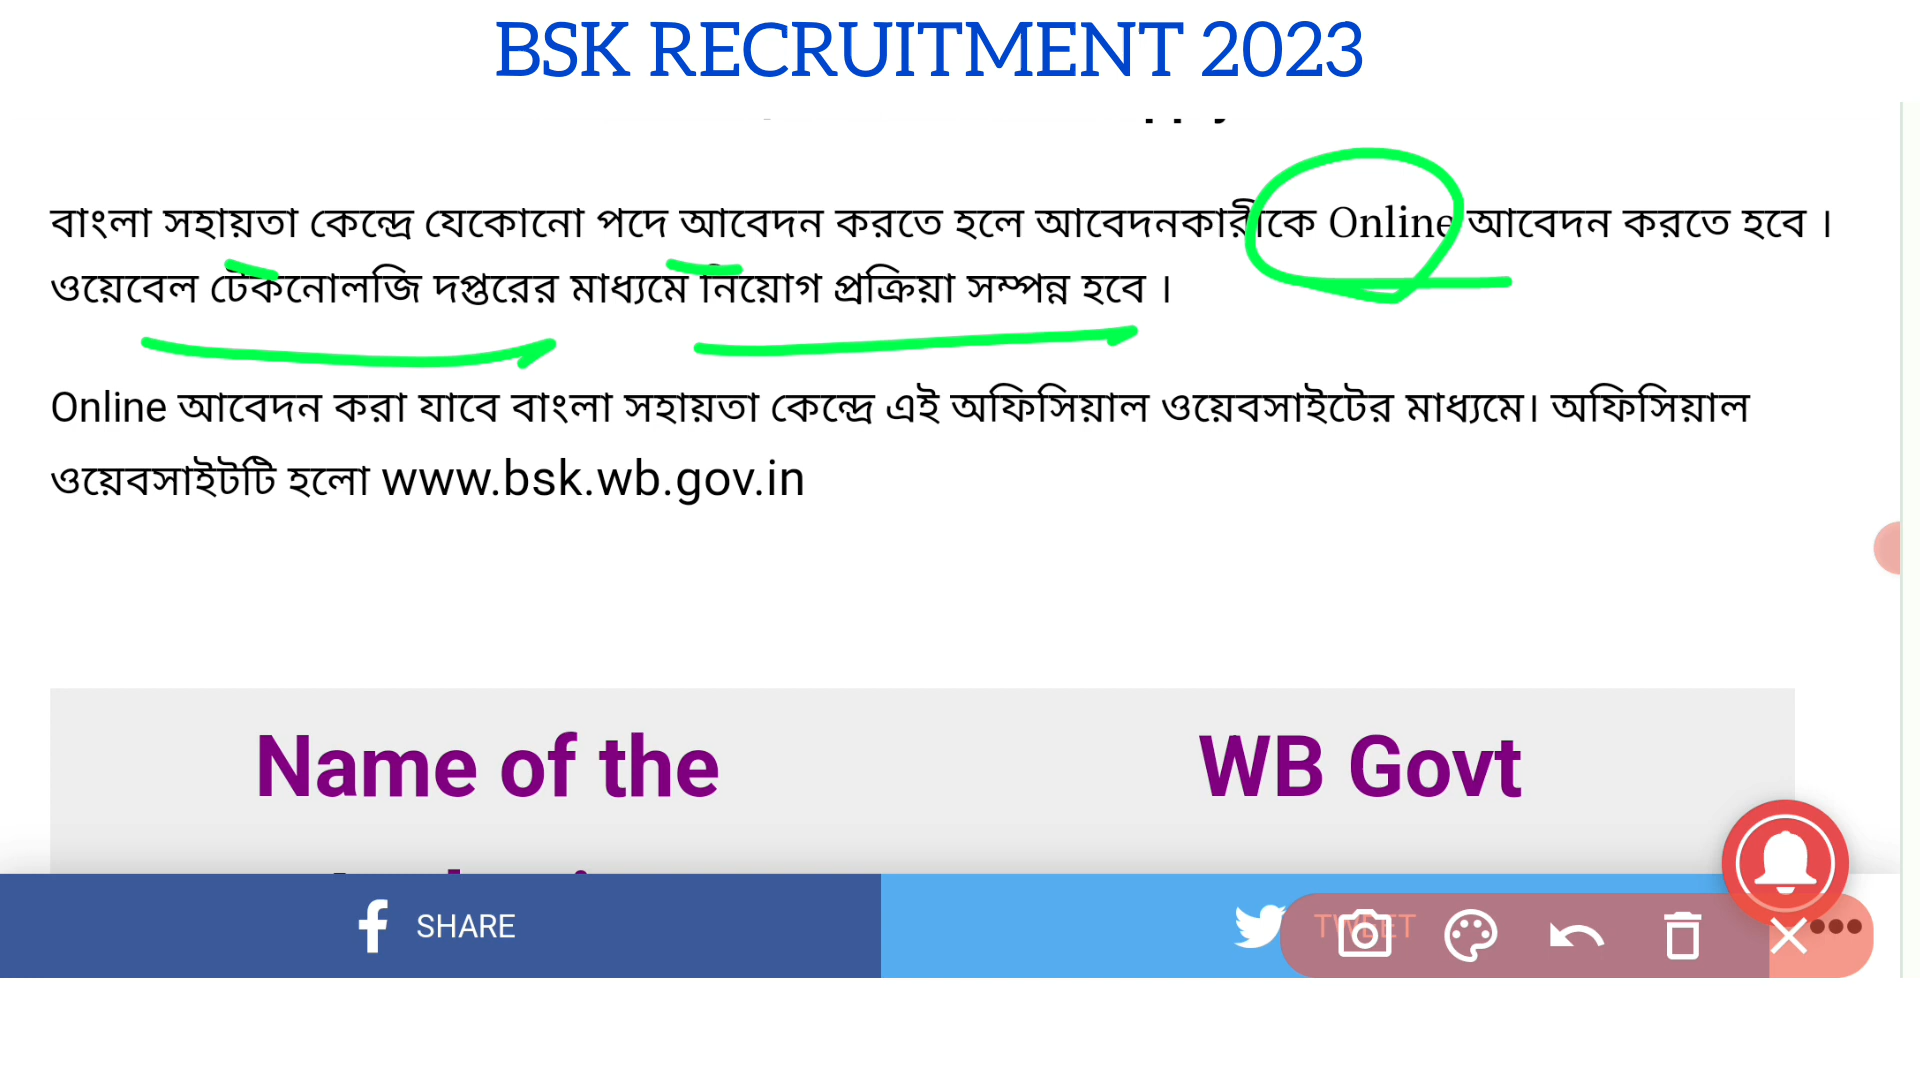 BSK RECRUITMENT 2023
বাংলা সহায়তা কেন্দ্রে যেকোনো পদে আবেদন করতে হলে আবেদনকারীকে Online আবেদন করতে হবে ।
ওয়েবেল টেকনোলজি দপ্তরের মাধ্যমে নিয়োগ প্রক্রিয়া সম্পন্ন হবে ।
Online আবেদন করা যাবে বাংলা সহায়তা কেন্দ্রে এই অফিসিয়াল ওয়েবসাইটের মাধ্যমে। অফিসিয়াল
ওয়েবসাইটটি হলো www.bsk.wb.gov.in
Name of the WB Govt
SHARE TWEET